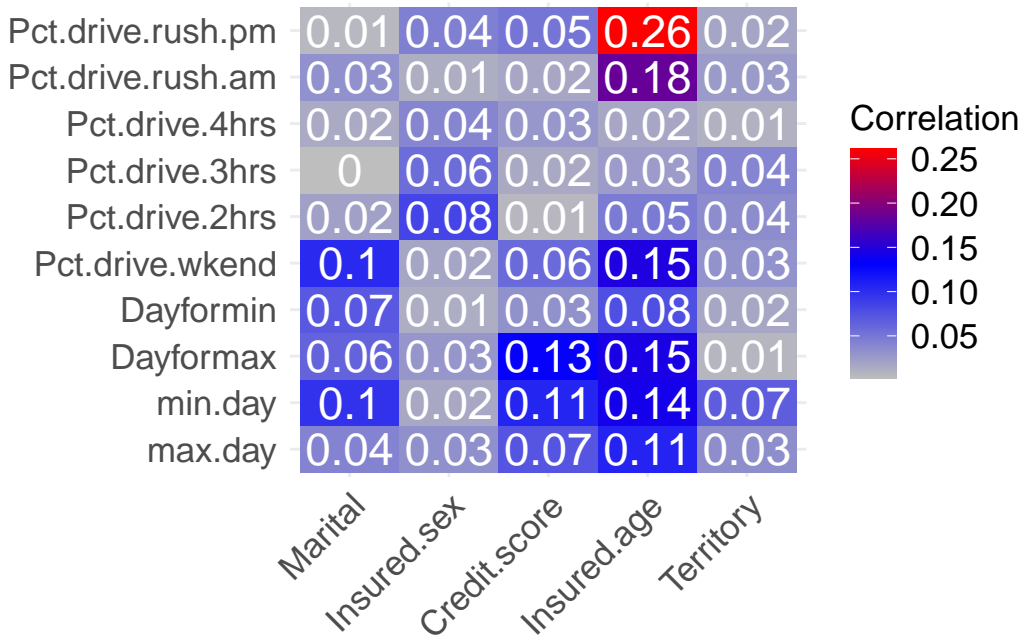 Pct.drive.rush.pm 0.01 0.04 0.05 0.26 0.02
Pct.drive.rush.am 0.03 0.01 0.02 0.18 0.03
Pct.drive.4hrs 0.02 0.04 0.03 0.02 0.01
Pct.drive.3hrs 0 0.06 0.02 0.03 0.04
Pct.drive.2hrs 0.02 0.08 0.01 0.05 0.04
Pct.drive.wkend 0.1 0.02 0.06 0.15 0.03
Dayformin 0.07 0.01 0.03 0.08 0.02
Dayformax 0.06 0.03 0.13 0.15 0.01
min.day 0.1 0.02 0.11 0.14 0.07
max.day 0.04 0.03 0.07 0.11 0.03
Marital
Insured.sex
Credit.score
Insured.age
Territory
Correlation
0.25
0.20
0.15
0.10
0.05